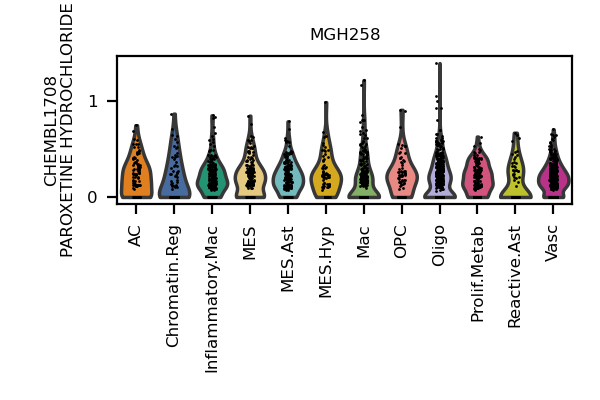 MGH258
CHEMBL1708
PAROXETINE HYDROCHLORIDE
1
0
AC
Chromatin.Reg
Inflammatory.Mac
MES
MES.Ast
MES.Hyp
Mac
OPC
Oligo
Prolif.Metab
Reactive.Ast
Vasc